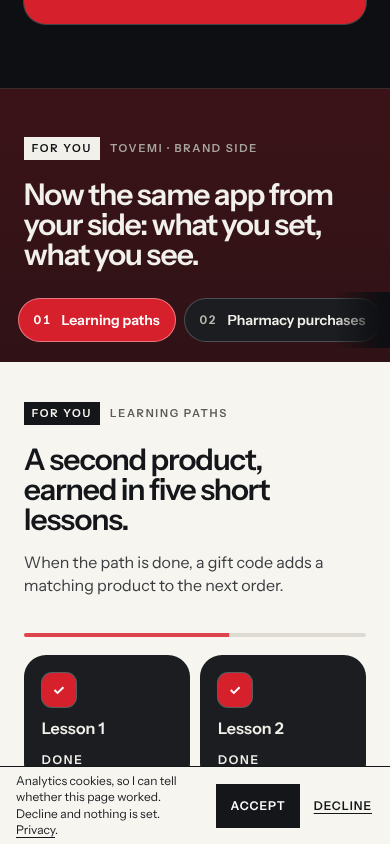 FOR YOU TOVEMI · BRAND SIDE
Now the same app from
your side: what you set,
what you see.
01 Learning paths 02 Pharmacy purchases
FOR YOU LEARNING PATHS
A second product,
earned in five short
lessons.
When the path is done, a gift code adds a
matching product to the next order.
Lesson 1 Lesson 2
DONE DONE
Analytics cookies, so I can tell
whether this page worked.
Decline and nothing is set.
Privacy.
ACCEPT DECLINE